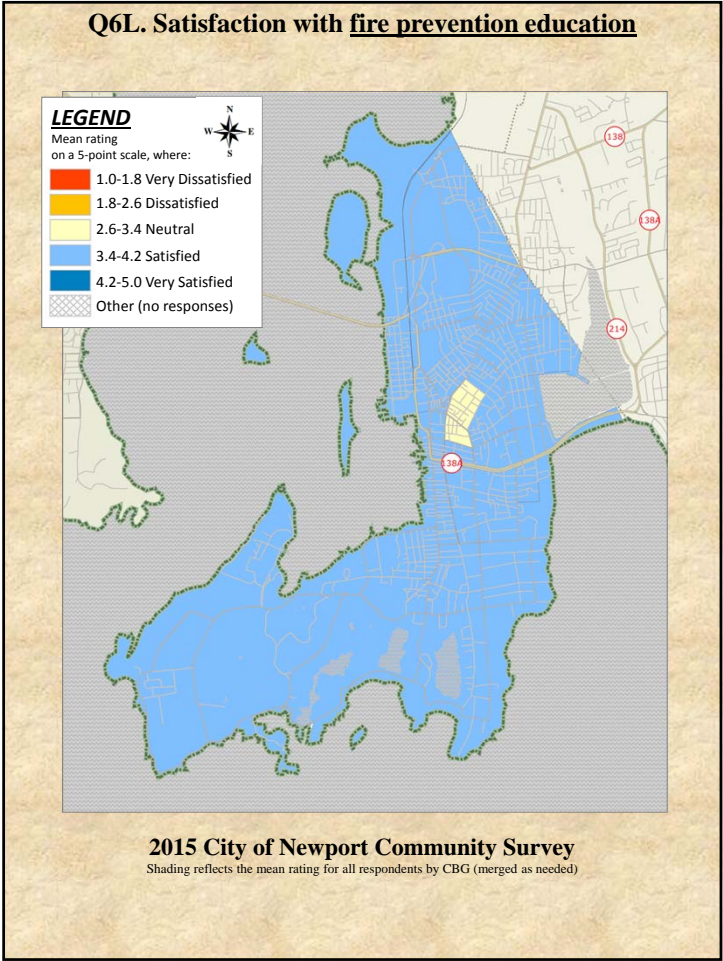 Q6L. Satisfaction with fire prevention education
LEGEND
Mean rating
on a 5-point scale, where:
N
W E
S
1.0-1.8 Very Dissatisfied
1.8-2.6 Dissatisfied
2.6-3.4 Neutral
3.4-4.2 Satisfied
4.2-5.0 Very Satisfied
Other (no responses)
138
138A
214
138A
2015 City of Newport Community Survey
Shading reflects the mean rating for all respondents by CBG (merged as needed)